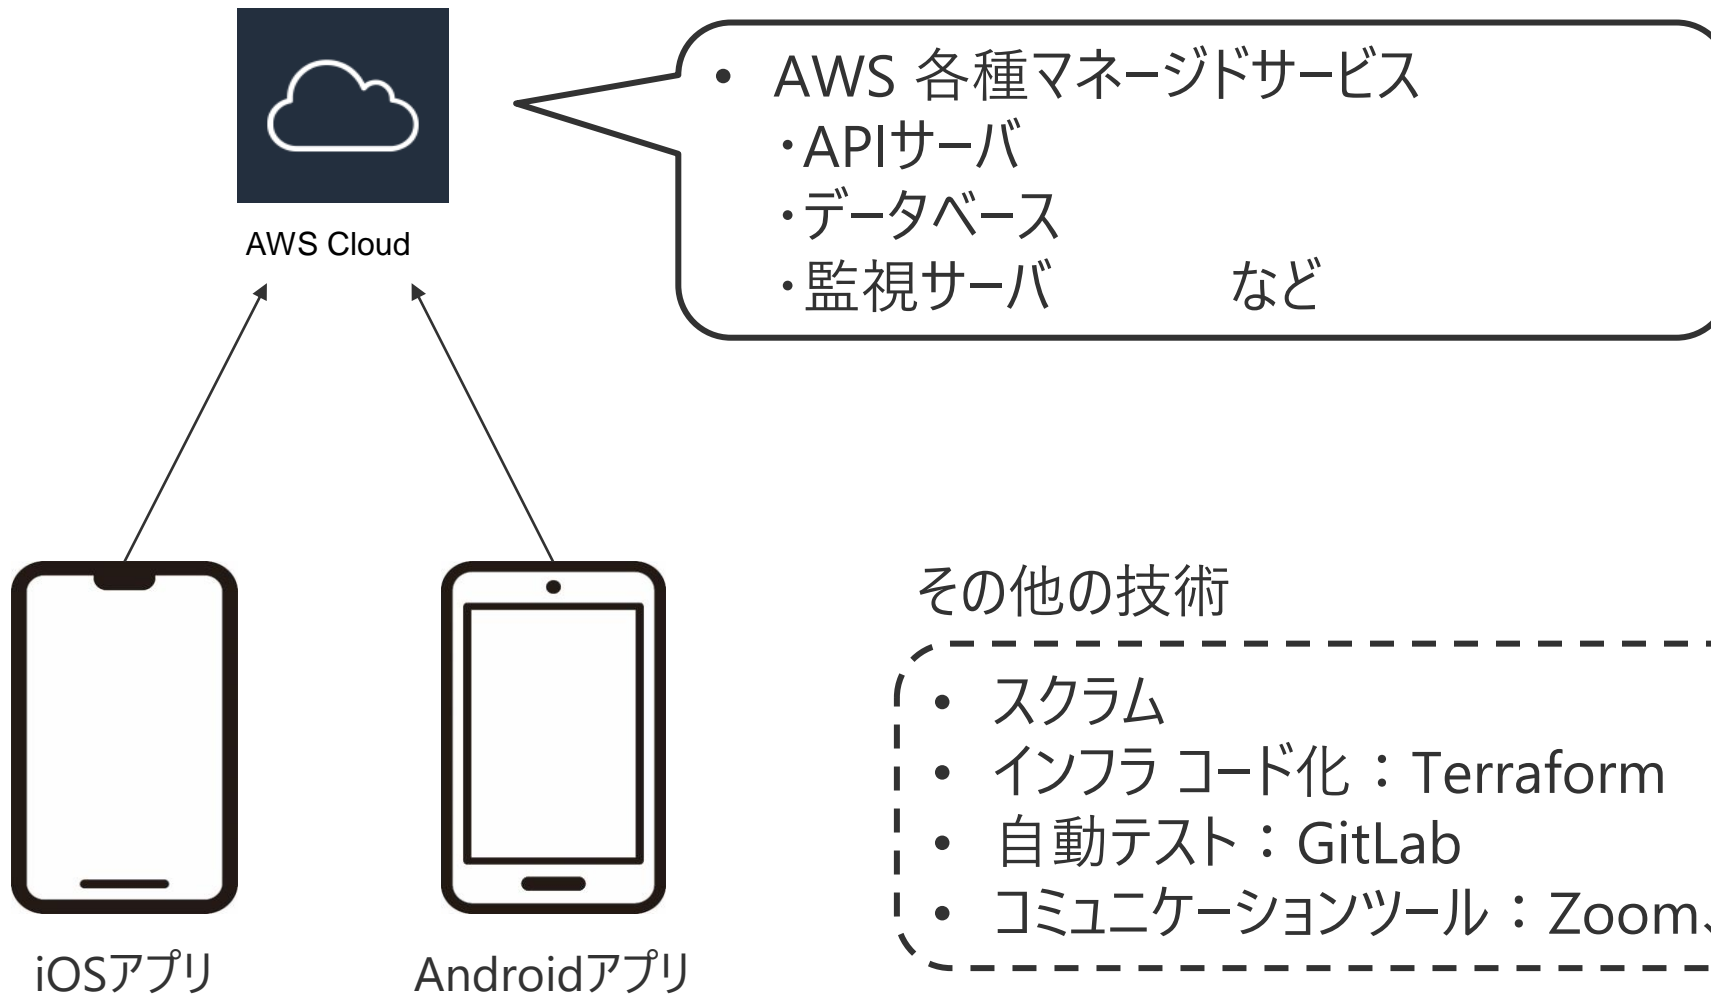 • AWS 各種マネージドサービス
・APIサーバ
・データベース
・監視サーバ など
AWS Cloud
その他の技術
• スクラム
• インフラ コード化：Terraform
• 自動テスト：GitLab
• コミュニケーションツール：Zoom、
iOSアプリ
Androidアプリ